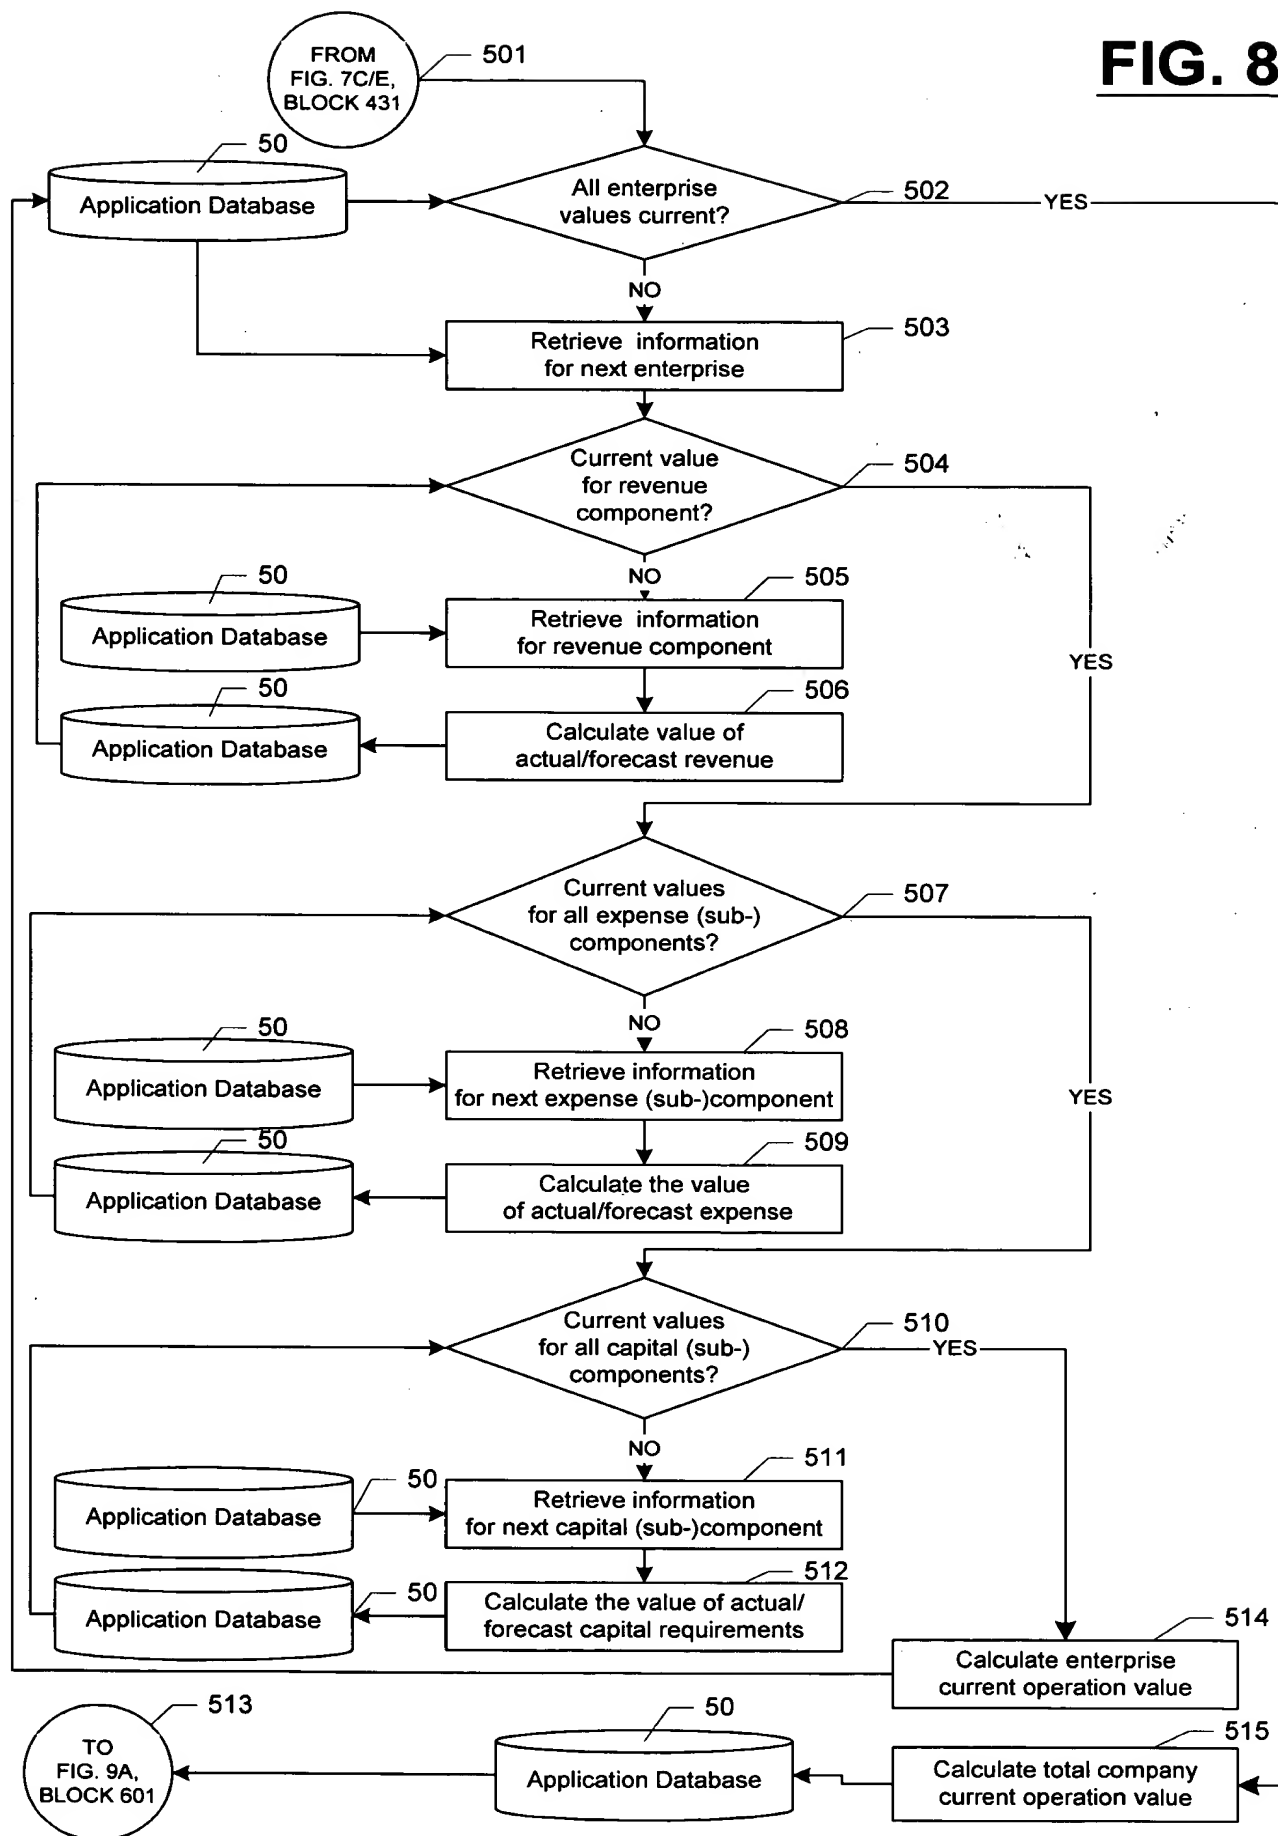 FROM
FIG. 7C/E,
BLOCK 431
501
FIG. 8
50
Application Database
All enterprise
values current?
502
YES
NO
Retrieve information
for next enterprise
503
Current value
for revenue
component?
504
NO
50
Application Database
505
Retrieve information
for revenue component
YES
50
Application Database
506
Calculate value of
actual/forecast revenue
Current values
for all expense (sub-)
components?
507
NO
50
Application Database
508
Retrieve information
for next expense (sub-)component
YES
50
Application Database
509
Calculate the value
of actual/forecast expense
Current values
for all capital (sub-)
components?
510
YES
NO
50
Application Database
511
Retrieve information
for next capital (sub-)component
50
Application Database
512
Calculate the value of actual/
forecast capital requirements
514
Calculate enterprise
current operation value
513
TO
FIG. 9A,
BLOCK 601
50
Application Database
515
Calculate total company
current operation value